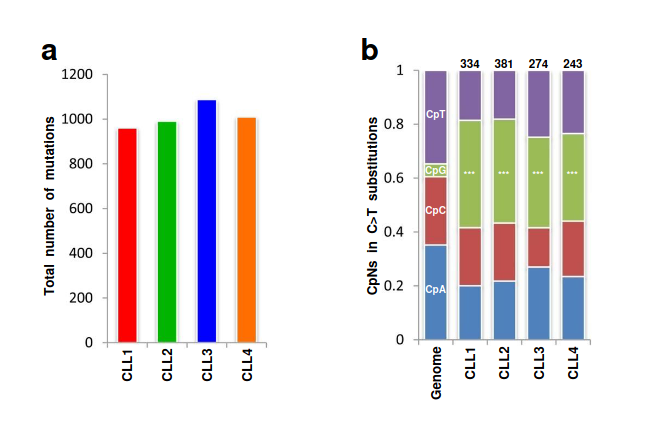 a
Total number of mutations
1200
1000
800
600
400
200
0
CLL1
CLL2
CLL3
CLL4
b
CpNs in C>T substitutions
334 381 274 243
1
0.8
0.6
0.4
0.2
0
CpT
CpG
CpC
CpA
*** *** *** ***
Genome
CLL1
CLL2
CLL3
CLL4